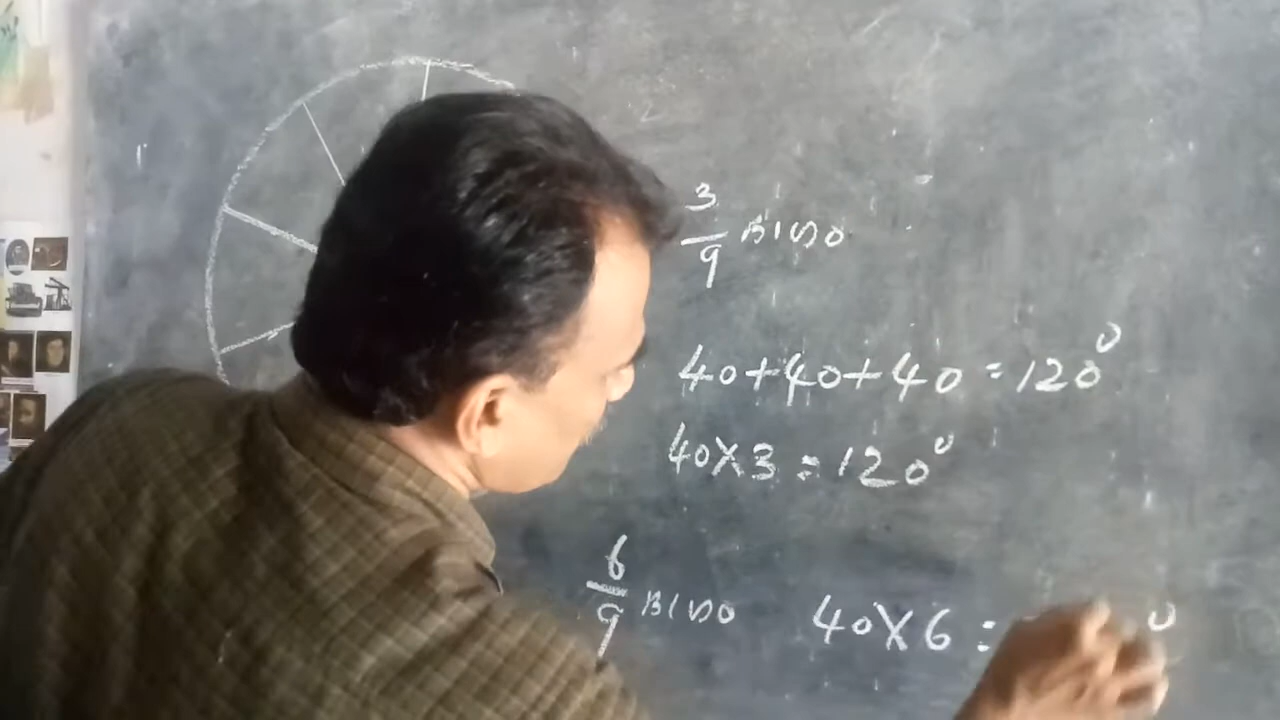 3/9 ഭാഗം
40+40+40 = 120°
40X3 = 120°
6/9 ഭാഗം 40X6 =